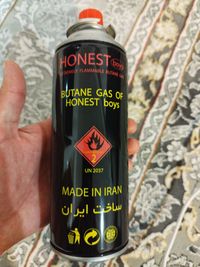 HONEST boys
EXTREMELY FLAMMABLE BUTANE GAS
BUTANE GAS OF
HONEST boys
2
UN 2037
MADE IN IRAN
ساخت ایران